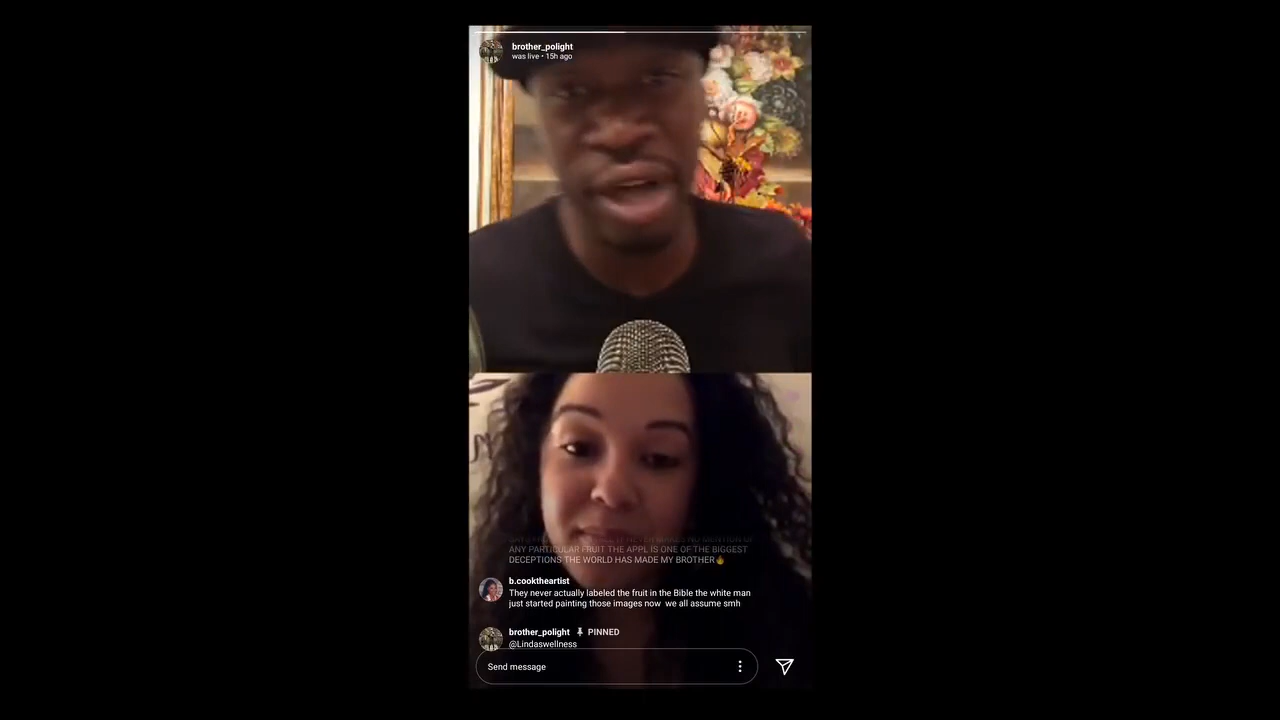 brother_polight
was live • 15h ago
ANY PARTICULAR FRUIT THE APPL IS ONE OF THE BIGGEST
DECEPTIONS THE WORLD HAS MADE MY BROTHER🔥
b.cooktheartist
They never actually labeled the fruit in the Bible the white man
just started painting those images now we all assume smh
brother_polight PINNED
@Lindaswellness
Send message